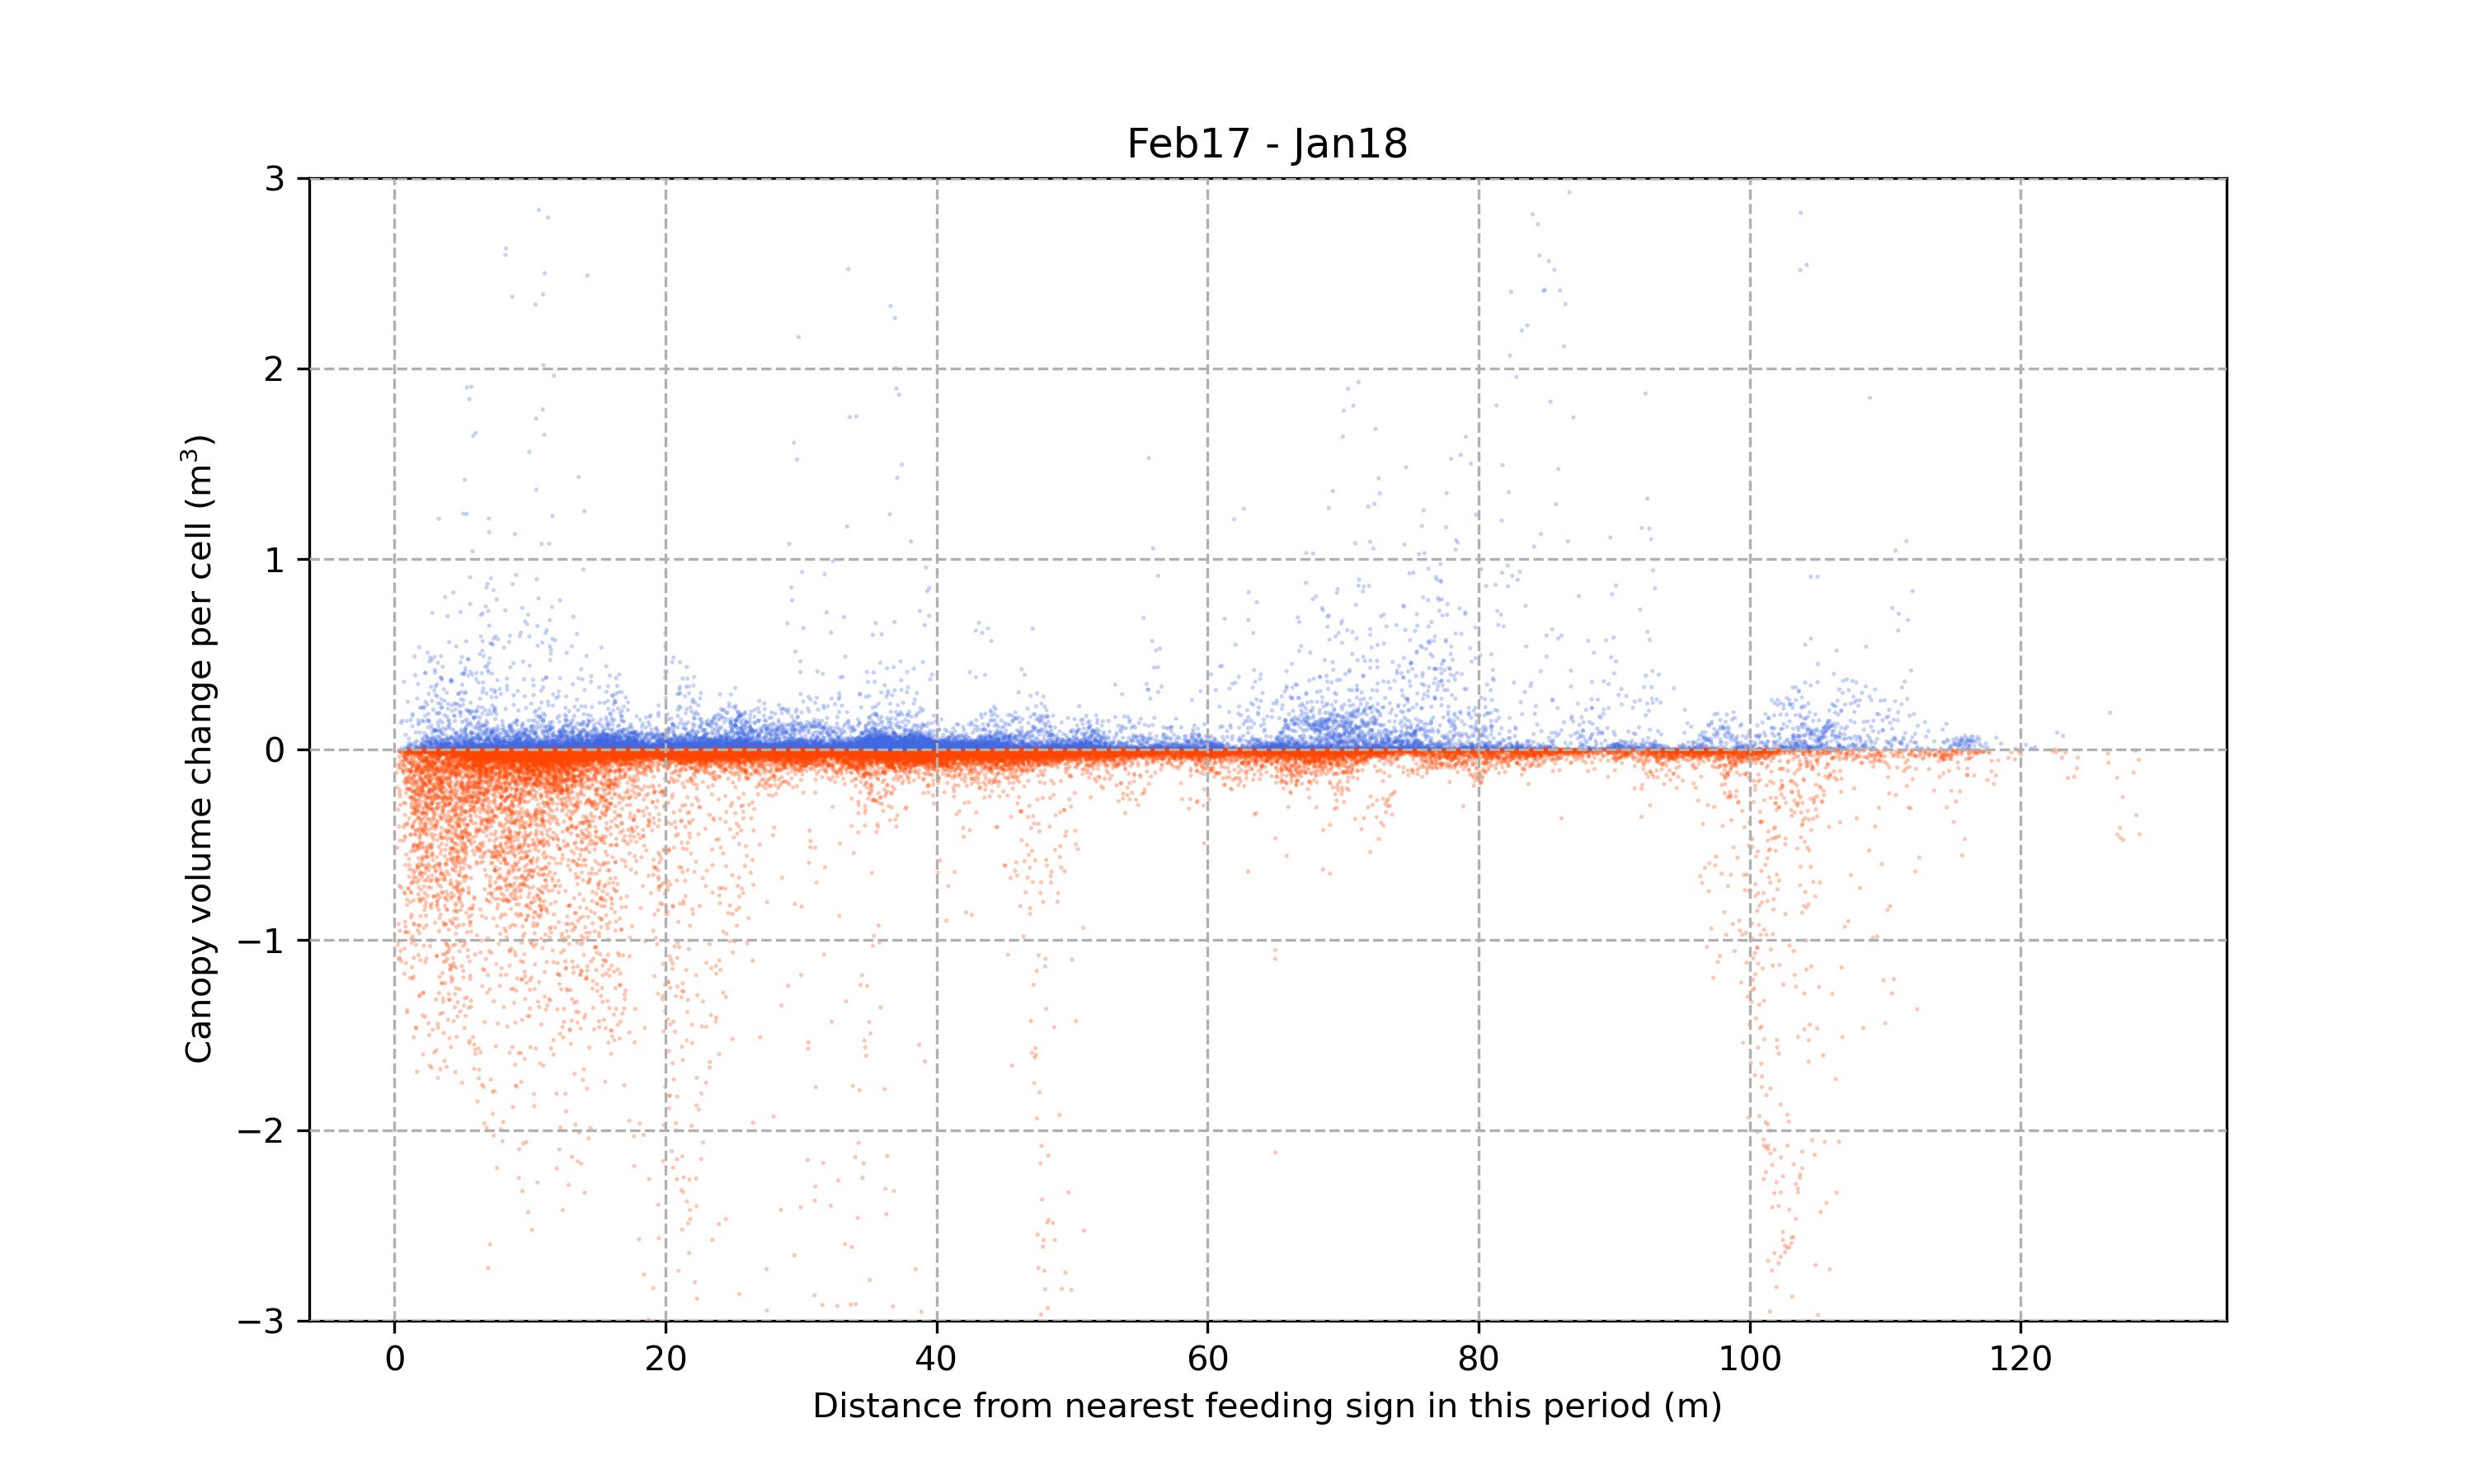 Feb17 - Jan18
3
2
1
0
−1
−2
−3
Canopy volume change per cell (m³)
0 20 40 60 80 100 120
Distance from nearest feeding sign in this period (m)